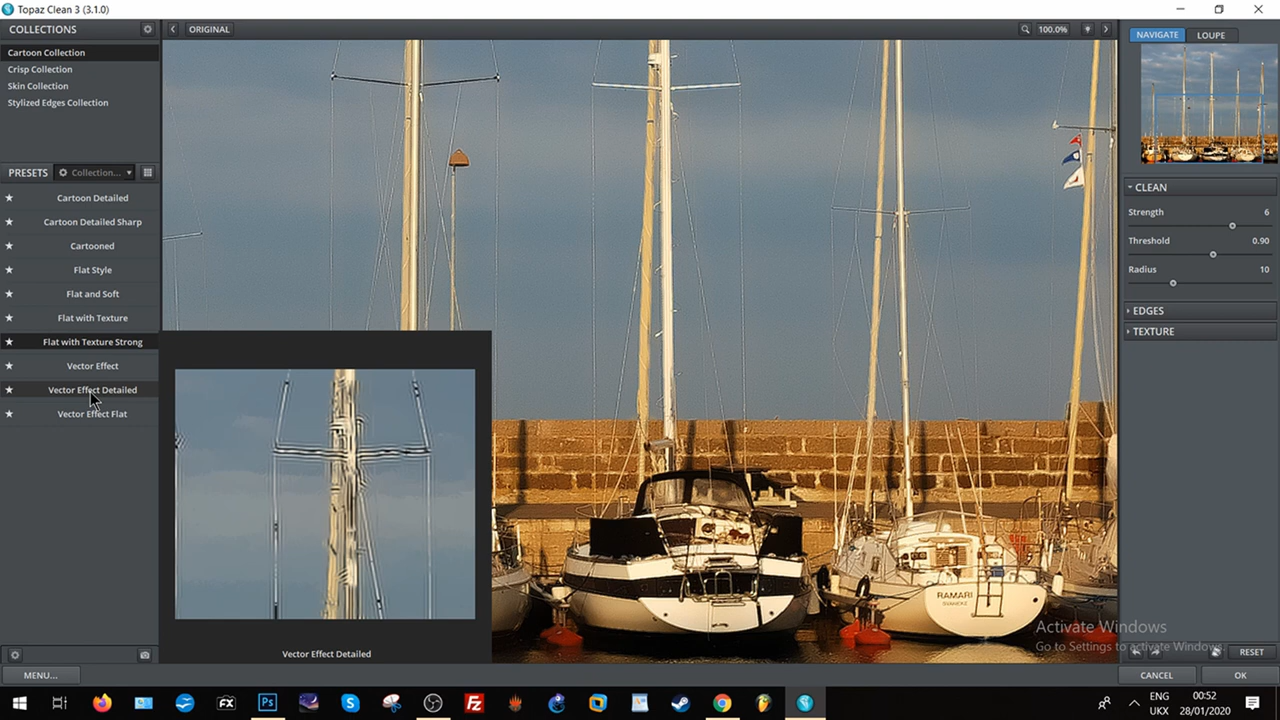 Topaz Clean 3 (3.1.0)
COLLECTIONS
ORIGINAL
100.0%
NAVIGATE
LOUPE
Cartoon Collection
Crisp Collection
Skin Collection
Stylized Edges Collection
PRESETS
Collection...
Cartoon Detailed
Cartoon Detailed Sharp
Cartooned
Flat Style
Flat and Soft
Flat with Texture
Flat with Texture Strong
Vector Effect
Vector Effect Detailed
Vector Effect Flat
Vector Effect Detailed
CLEAN
Strength 6
Threshold 0.90
Radius 10
EDGES
TEXTURE
RAMARI
Activate Windows
Go to Settings to activate Windows.
RESET
MENU...
CANCEL
OK
Ps
S
FX
Fz
ENG
UKX
00:52
28/01/2020